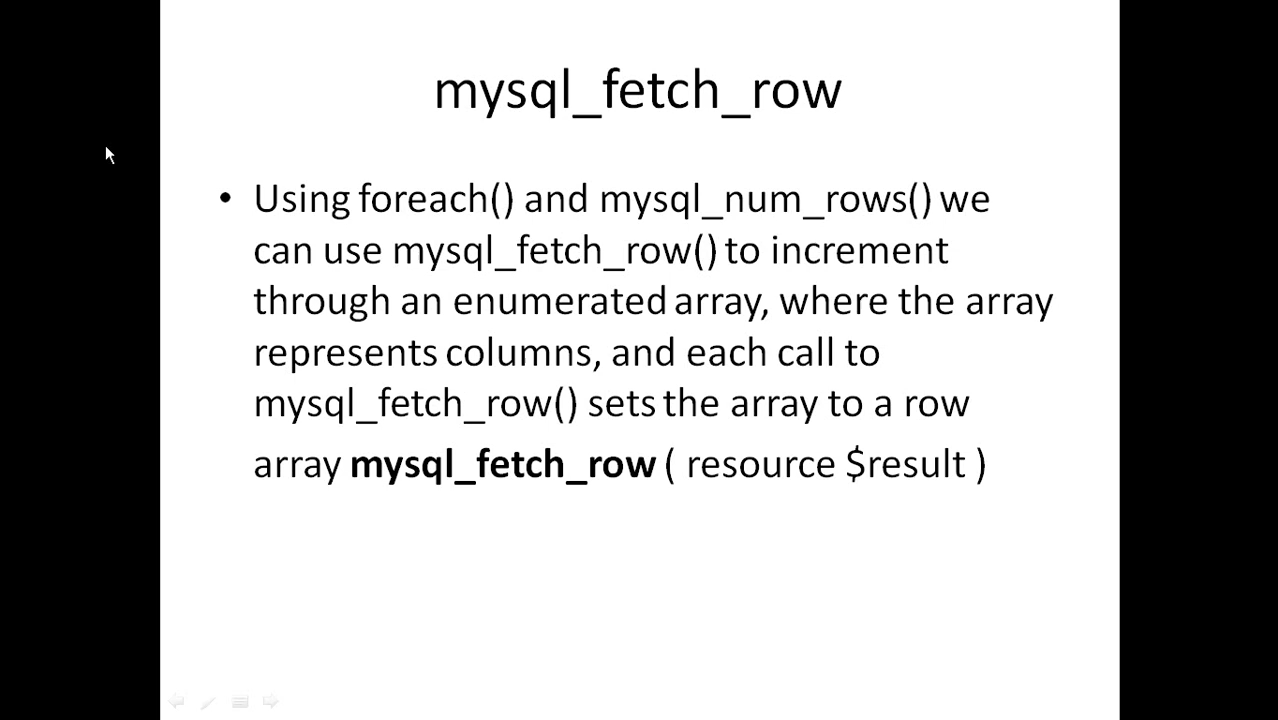 mysql_fetch_row
• Using foreach() and mysql_num_rows() we
can use mysql_fetch_row() to increment
through an enumerated array, where the array
represents columns, and each call to
mysql_fetch_row() sets the array to a row
array mysql_fetch_row ( resource $result )